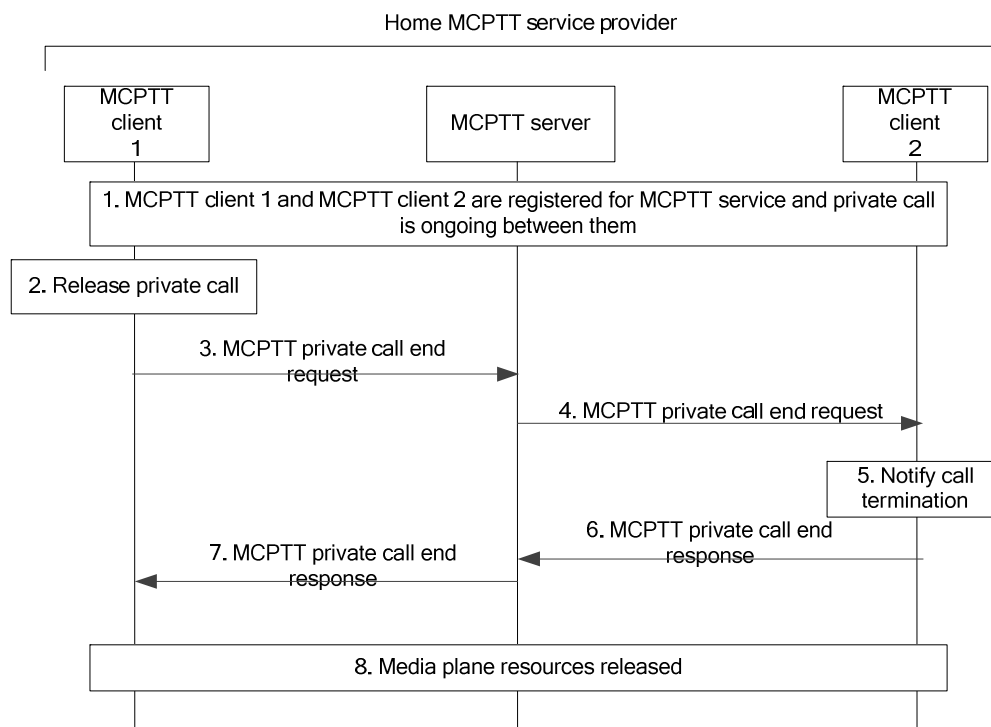 Home MCPTT service provider
MCPTT
client
1
MCPTT server
MCPTT
client
2
1. MCPTT client 1 and MCPTT client 2 are registered for MCPTT service and private call
is ongoing between them
2. Release private call
3. MCPTT private call end
request
4. MCPTT private call end request
5. Notify call
termination
6. MCPTT private call end
response
7. MCPTT private call end
response
8. Media plane resources released